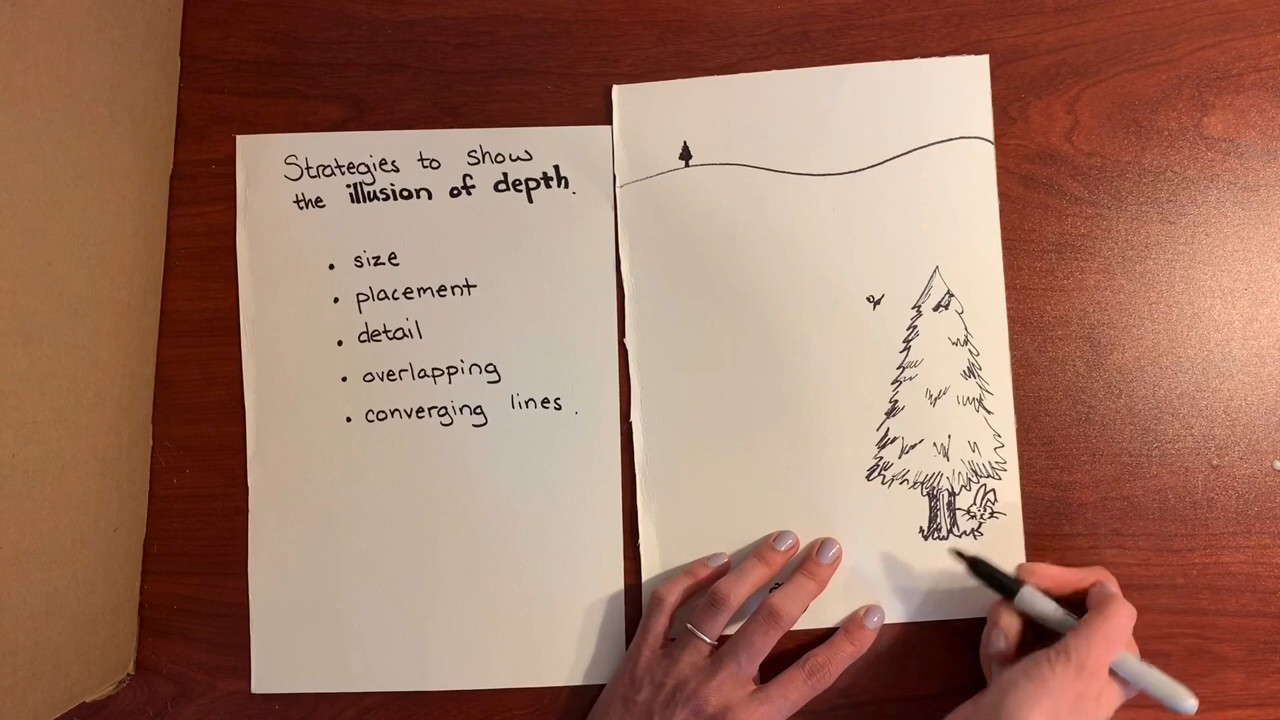 Strategies to show
the illusion of depth.
• size
• placement
• detail
• overlapping
• converging lines.